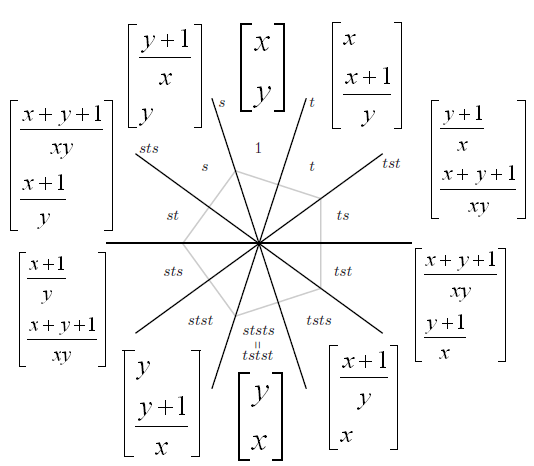 [(y+1)/x, y]
[x, y]
[x, (x+1)/y]
s
t
[(x+y+1)/(xy), (x+1)/y]
[(y+1)/x, (x+y+1)/(xy)]
sts
1
tst
s
t
st
ts
[(x+1)/y, (x+y+1)/(xy)]
[(x+y+1)/(xy), (y+1)/x]
sts
tst
stst
tsts
ststs
=
tstst
[y, (y+1)/x]
[y, x]
[(x+1)/y, x]